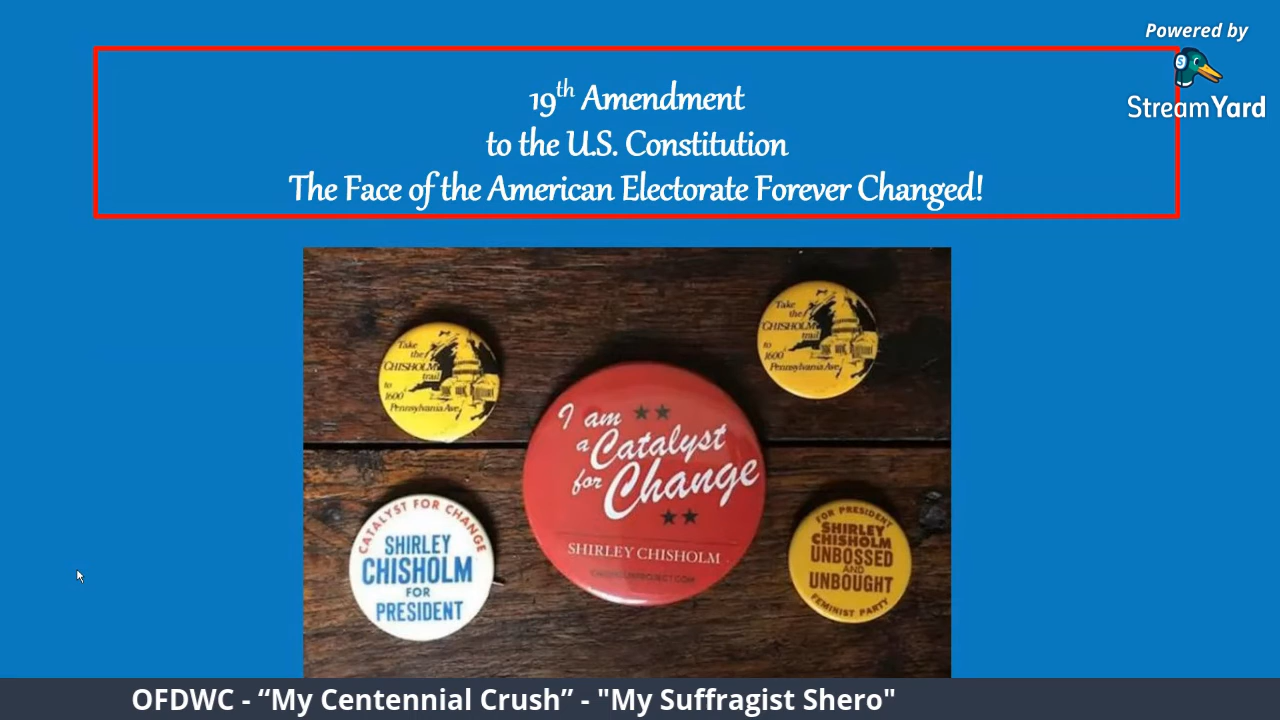 Powered by
StreamYard
19th Amendment
to the U.S. Constitution
The Face of the American Electorate Forever Changed!
Take
the
CHISHOLM
trail
to
1600
Pennsylvania Ave.
Take
the
CHISHOLM
trail
to
1600
Pennsylvania Ave.
I am
a Catalyst
for Change
SHIRLEY CHISHOLM
CATALYST FOR CHANGE
SHIRLEY
CHISHOLM
FOR
PRESIDENT
FOR PRESIDENT
SHIRLEY
CHISHOLM
UNBOSSED
AND
UNBOUGHT
FEMINIST PARTY
OFDWC - “My Centennial Crush” - "My Suffragist Shero"